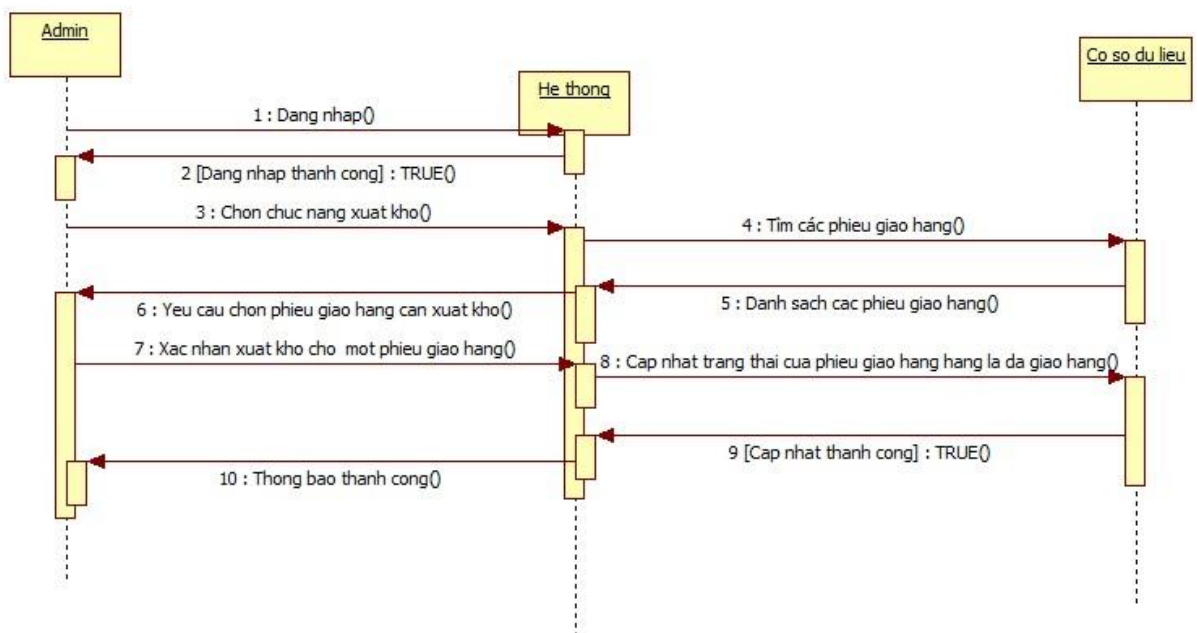 Admin
He thong
Co so du lieu
1 : Dang nhap()
2 [Dang nhap thanh cong] : TRUE()
3 : Chon chuc nang xuat kho()
4 : Tìm các phieu giao hang()
5 : Danh sach cac phieu giao hang()
6 : Yeu cau chon phieu giao hang can xuat kho()
7 : Xac nhan xuat kho cho mot phieu giao hang()
8 : Cap nhat trang thai cua phieu giao hang hang la da giao hang()
9 [Cap nhat thanh cong] : TRUE()
10 : Thong bao thanh cong()